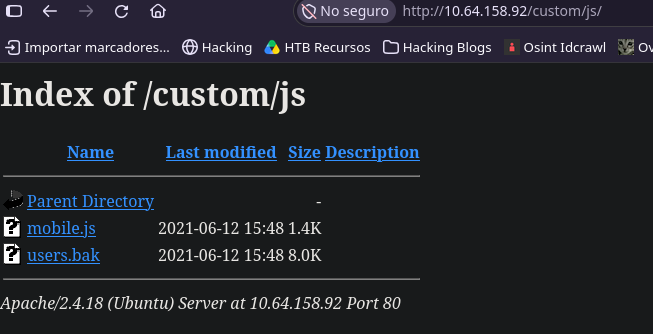 No seguro http://10.64.158.92/custom/js/
Importar marcadores... Hacking HTB Recursos Hacking Blogs Osint Idcrawl Ov
Index of /custom/js
Name Last modified Size Description
Parent Directory -
mobile.js 2021-06-12 15:48 1.4K
users.bak 2021-06-12 15:48 8.0K
Apache/2.4.18 (Ubuntu) Server at 10.64.158.92 Port 80